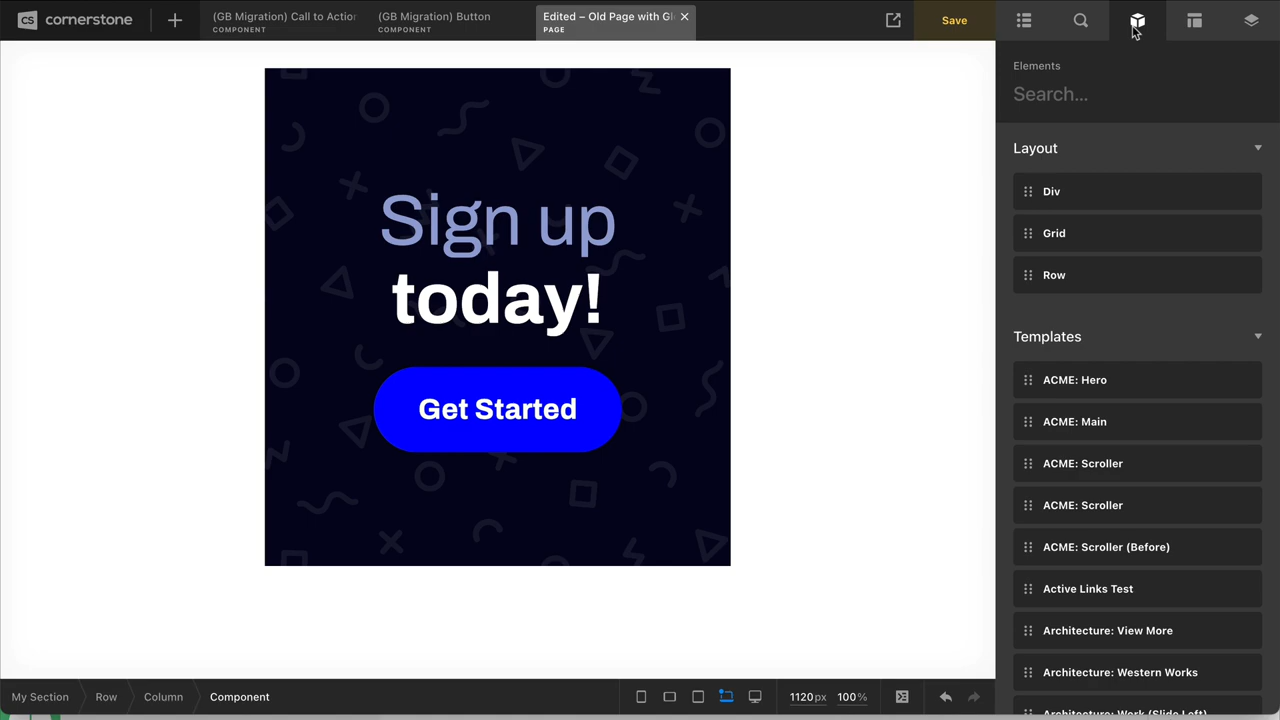 cornerstone
(GB Migration) Call to Action
COMPONENT
(GB Migration) Button
COMPONENT
Edited – Old Page with Gl
PAGE
Save
Elements
Search...
Layout
Div
Grid
Row
Templates
ACME: Hero
ACME: Main
ACME: Scroller
ACME: Scroller
ACME: Scroller (Before)
Active Links Test
Architecture: View More
Architecture: Western Works
Architecture: Work (Slide Left)
Sign up
today!
Get Started
My Section
Row
Column
Component
1120px
100%